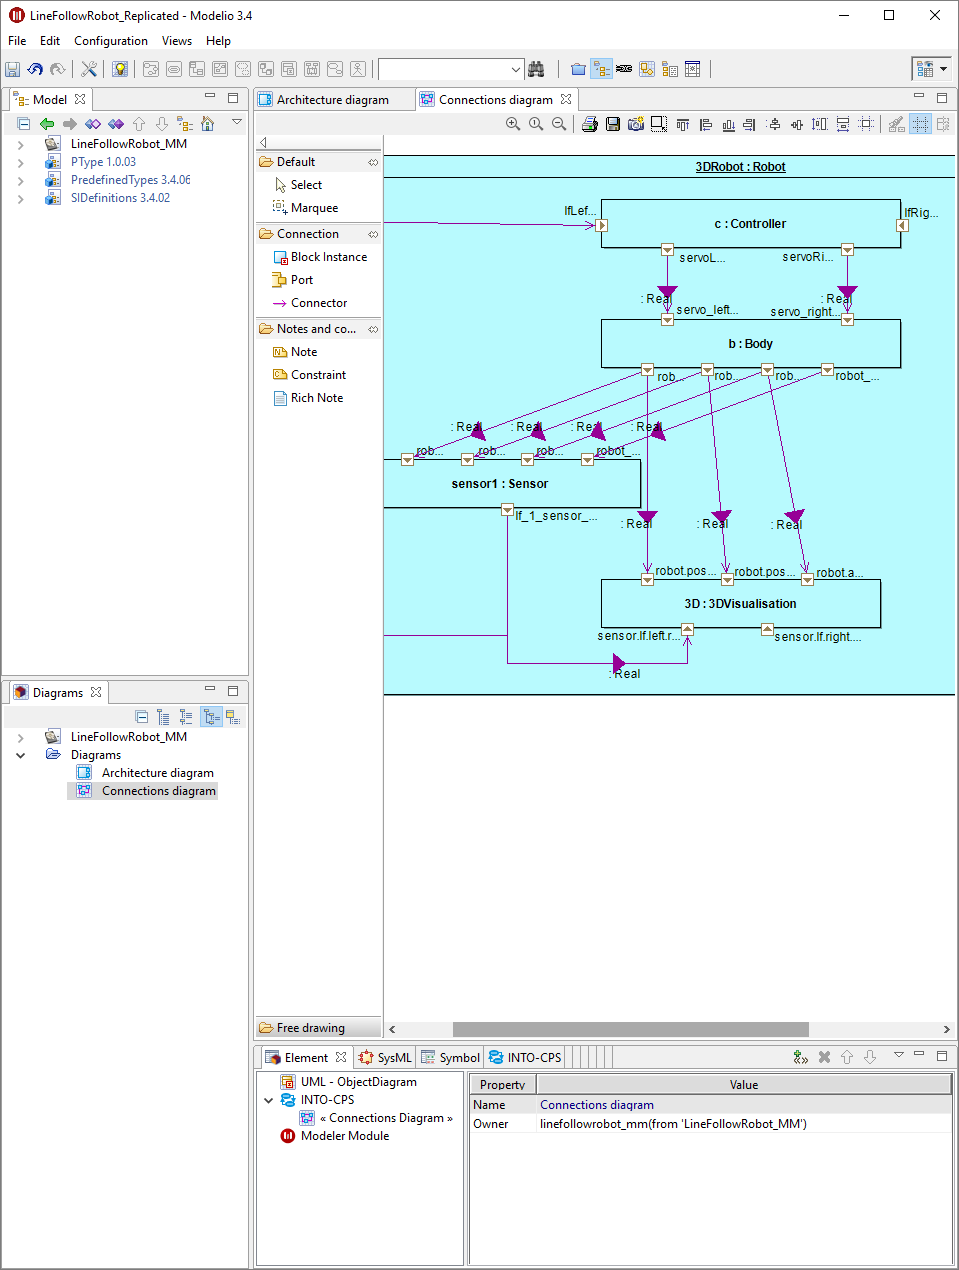 LineFollowRobot_Replicated - Modelio 3.4
File Edit Configuration Views Help
Model
LineFollowRobot_MM
PType 1.0.03
PredefinedTypes 3.4.06
SIDefinitions 3.4.02
Architecture diagram
Connections diagram
Default
Select
Marquee
Connection
Block Instance
Port
Connector
Notes and co...
Note
Constraint
Rich Note
Free drawing
3DRobot : Robot
lfLef...
c : Controller
lfRig...
servoL...
servoRi...
: Real
: Real
servo_left...
servo_right...
b : Body
rob...
rob...
rob...
robot_...
: Real
: Real
: Real
: Real
rob...
rob...
rob...
robot_...
sensor1 : Sensor
lf_1_sensor_...
: Real
: Real
: Real
robot.pos...
robot.pos...
robot.a...
3D : 3DVisualisation
sensor.lf.left.r...
sensor.lf.right....
: Real
Diagrams
LineFollowRobot_MM
Diagrams
Architecture diagram
Connections diagram
Element
SysML
Symbol
INTO-CPS
UML - ObjectDiagram
INTO-CPS
« Connections Diagram »
Modeler Module
Property Value
Name Connections diagram
Owner linefollowrobot_mm(from 'LineFollowRobot_MM')